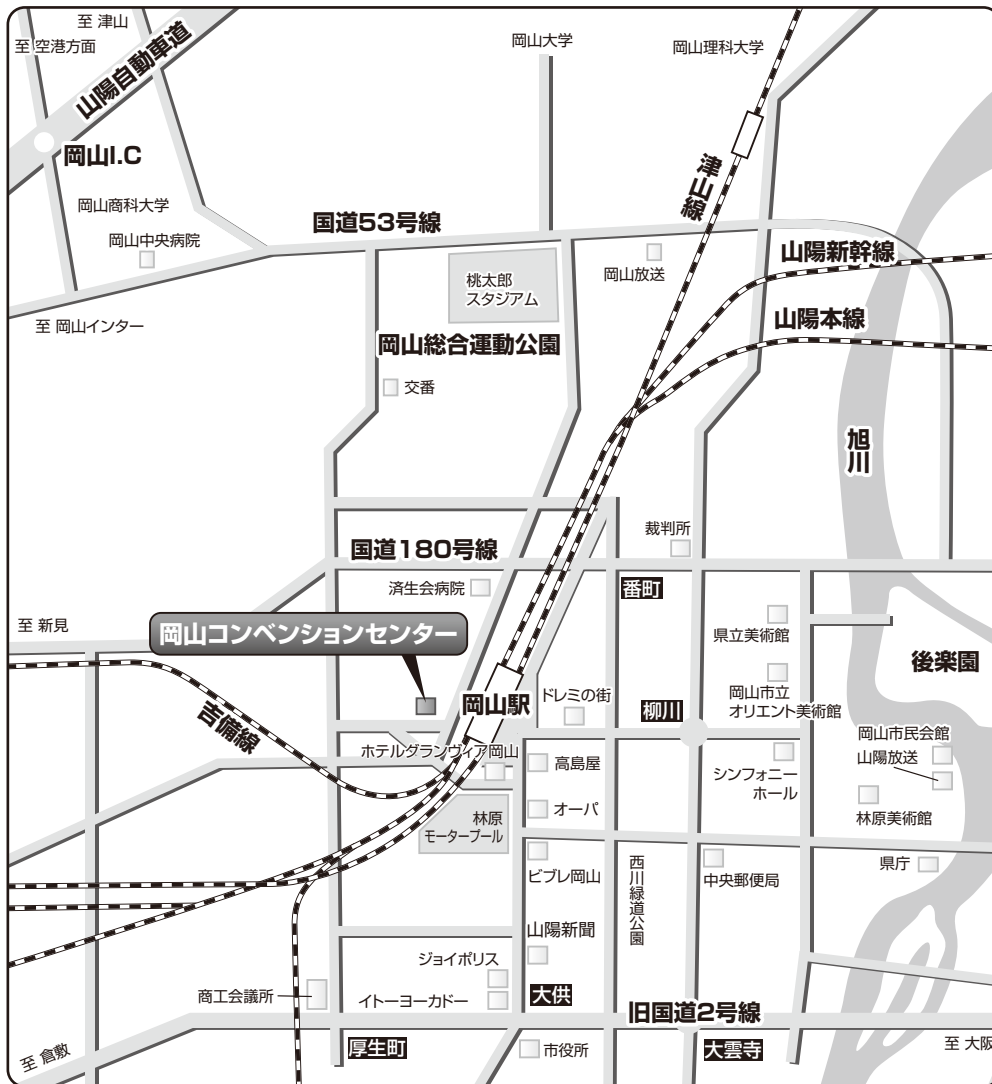 至 津山
至 空港方面
山陽自動車道
岡山大学
岡山理科大学
岡山I.C
津山線
岡山商科大学
国道53号線
岡山中央病院
岡山放送
山陽新幹線
桃太郎
スタジアム
至 岡山インター
山陽本線
岡山総合運動公園
交番
旭川
裁判所
国道180号線
済生会病院
番町
至 新見
岡山コンベンションセンター
県立美術館
後楽園
吉備線
岡山駅
ドレミの街
柳川
岡山市立
オリエント美術館
岡山市民会館
ホテルグランヴィア岡山
高島屋
シンフォニー
ホール
山陽放送
オーパ
林原美術館
林原
モータープール
ビブレ岡山
西川緑道公園
中央郵便局
県庁
山陽新聞
ジョイポリス
商工会議所
イトーヨーカドー
大供
旧国道2号線
至 倉敷
厚生町
市役所
大雲寺
至 大阪